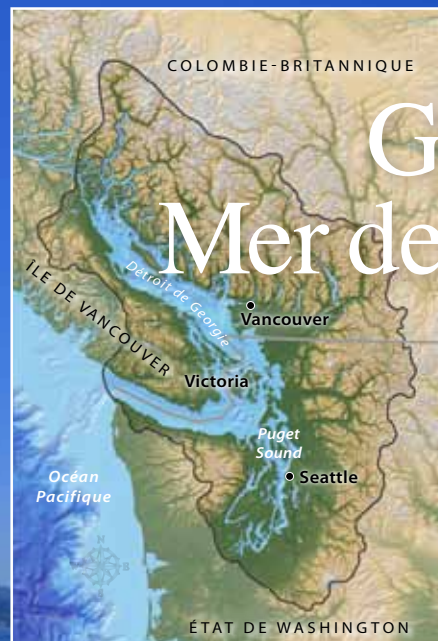 COLOMBIE-BRITANNIQUE
G
Mer de
Détroit de Georgie
ÎLE DE VANCOUVER
Vancouver
Victoria
Puget
Sound
Océan
Pacifique
Seattle
N
ÉTAT DE WASHINGTON